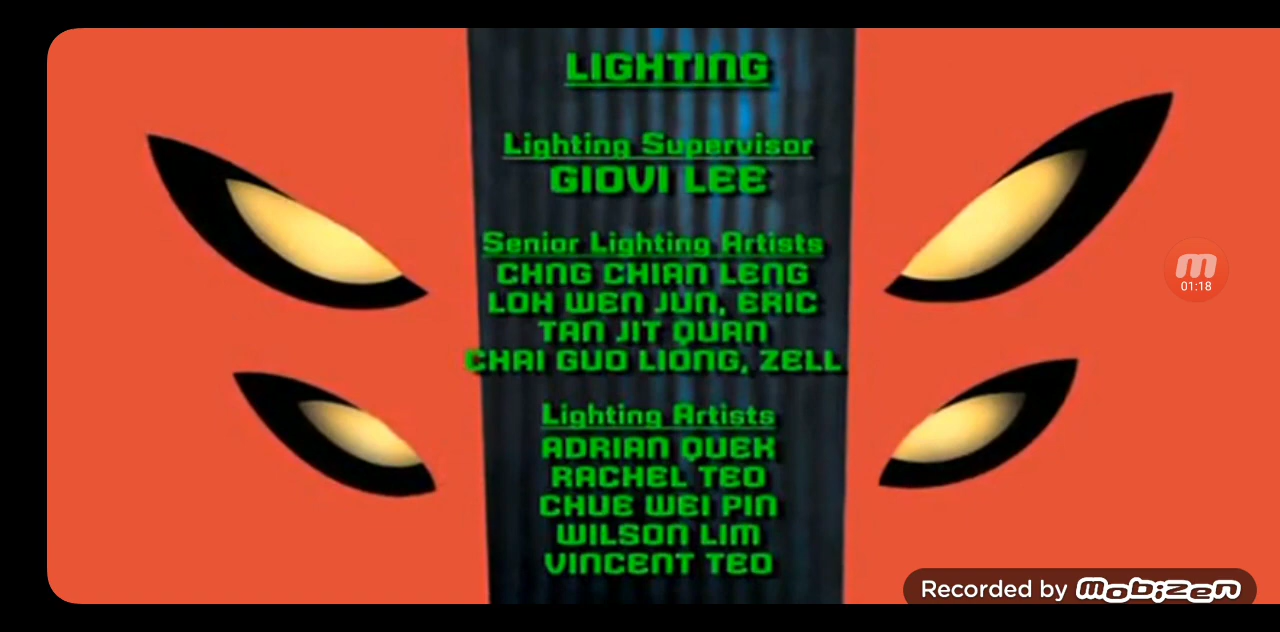 LIGHTING
Lighting Supervisor
GIOVI LEE
Senior Lighting Artists
CHNG CHIAN LENG
LOH WEN JUN, ERIC
TAN JIT QUAN
CHAI GUO LIONG, ZELL
Lighting Artists
ADRIAN QUEK
RACHEL TEO
CHUE WEI PIN
WILSON LIM
VINCENT TEO
m
01:18
Recorded by mobizen